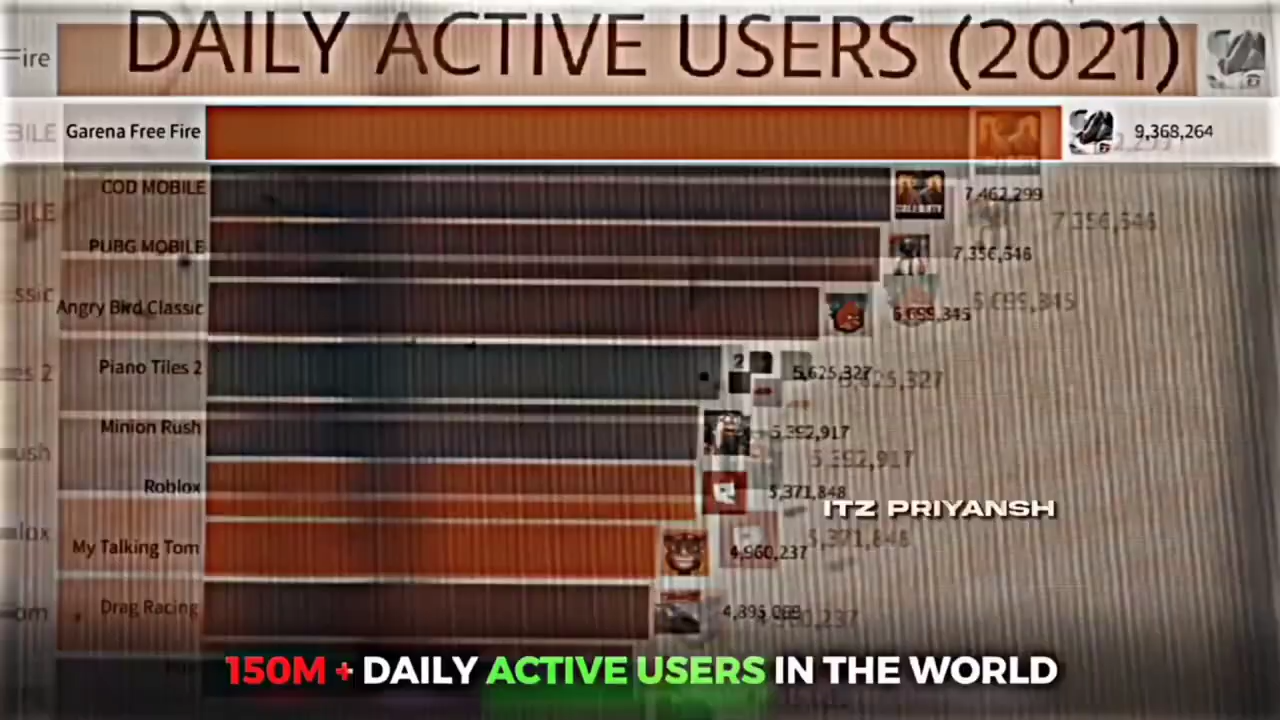 DAILY ACTIVE USERS (2021)
Fire
Garena Free Fire 9,368,264
COD MOBILE 7,462,299
PUBG MOBILE 7,356,546
Angry Bird Classic 5,699,345
Piano Tiles 2 5,625,327
Minion Rush 5,392,917
Roblox 5,371,848
ITZ PRIYANSH
My Talking Tom 4,960,237
Drag Racing
150M + DAILY ACTIVE USERS IN THE WORLD